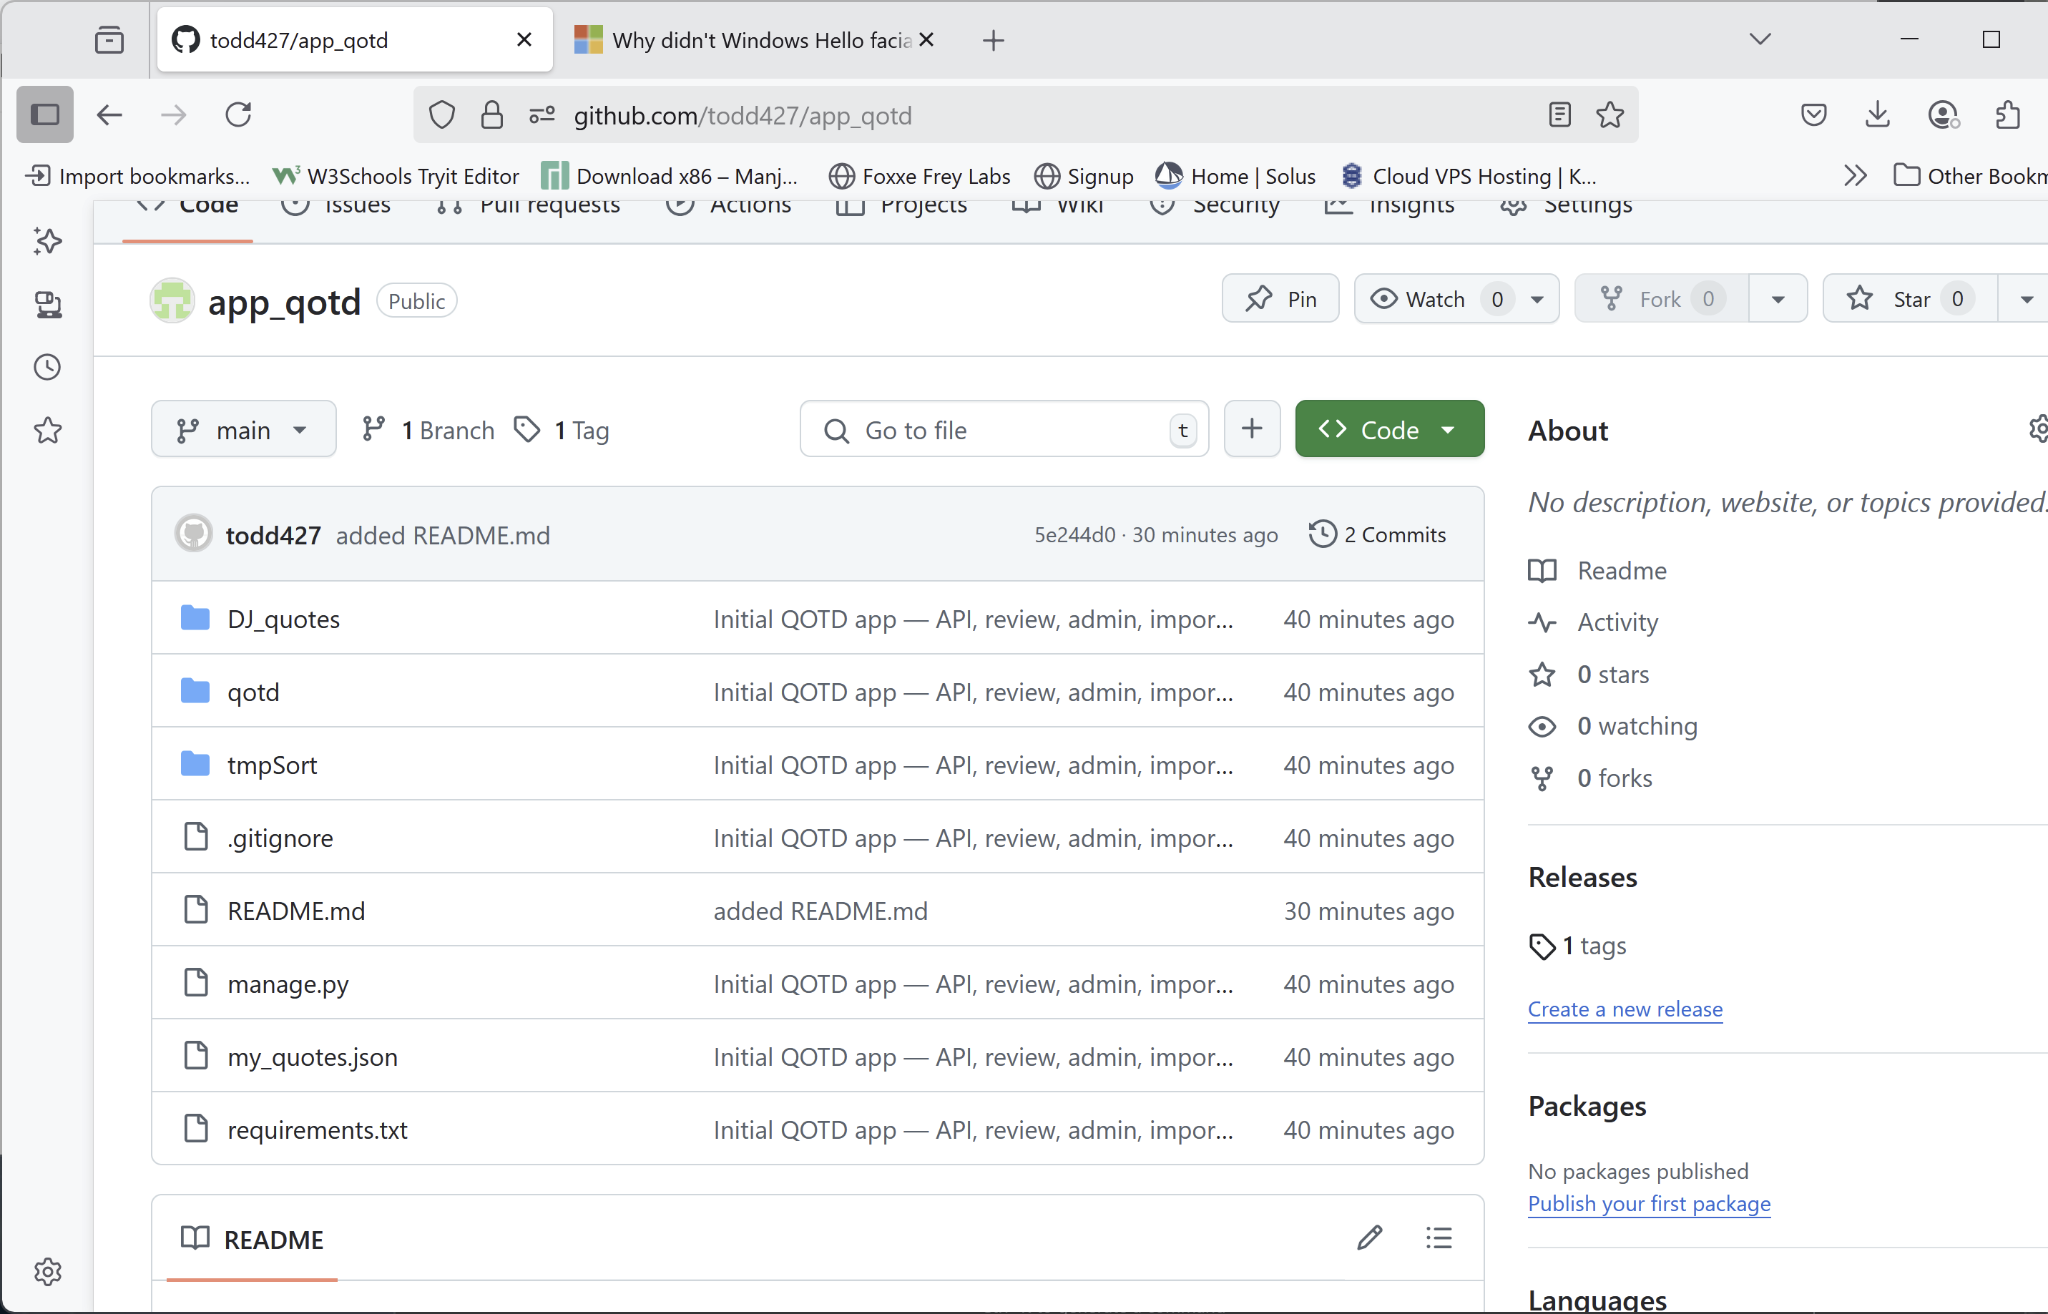 todd427/app_qotd
Why didn't Windows Hello facia
github.com/todd427/app_qotd
Import bookmarks...
W3Schools Tryit Editor
Download x86 – Manj...
Foxxe Frey Labs
Signup
Home | Solus
Cloud VPS Hosting | K...
Other Bookm
Code
Issues
Pull requests
Actions
Projects
Wiki
Security
Insights
Settings
app_qotd
Public
Pin
Watch 0
Fork 0
Star 0
main
1 Branch
1 Tag
Go to file
t
Code
todd427 added README.md
5e244d0 · 30 minutes ago
2 Commits
DJ_quotes Initial QOTD app — API, review, admin, impor... 40 minutes ago
qotd Initial QOTD app — API, review, admin, impor... 40 minutes ago
tmpSort Initial QOTD app — API, review, admin, impor... 40 minutes ago
.gitignore Initial QOTD app — API, review, admin, impor... 40 minutes ago
README.md added README.md 30 minutes ago
manage.py Initial QOTD app — API, review, admin, impor... 40 minutes ago
my_quotes.json Initial QOTD app — API, review, admin, impor... 40 minutes ago
requirements.txt Initial QOTD app — API, review, admin, impor... 40 minutes ago
README
About
No description, website, or topics provided.
Readme
Activity
0 stars
0 watching
0 forks
Releases
1 tags
Create a new release
Packages
No packages published
Publish your first package
Languages